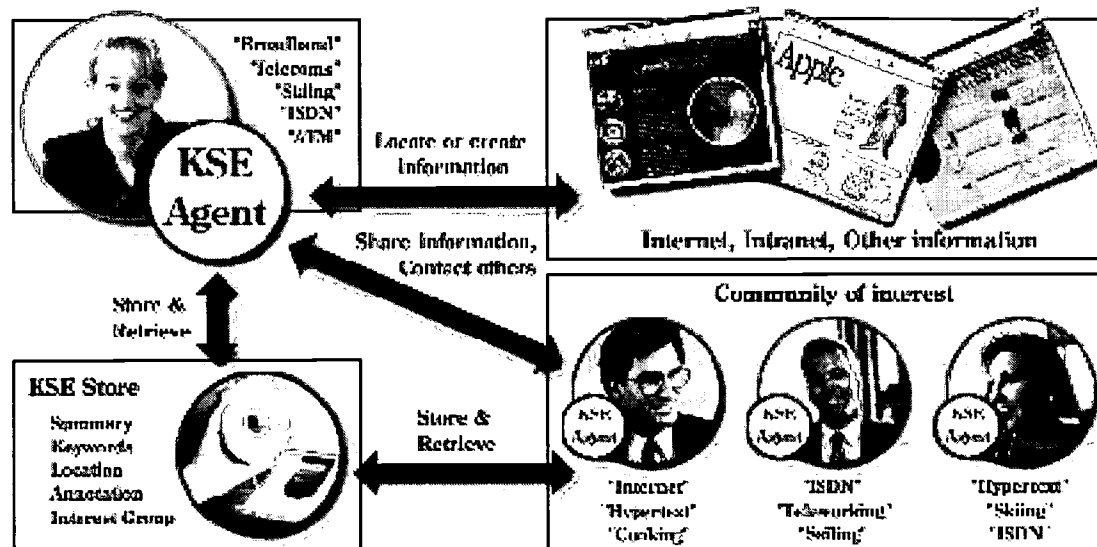 "Broadband"
"Telecoms"
"ISDN"
"ATM"
KSE
Agent
Locate or create
Information
Share Information,
Contact others
Store &
Retrieve
Apple
Internet, Intranet, Other information
Community of interest
KSE
Agent
KSE
Agent
KSE
Agent
"Internet"
"Hypertext"
"Cooking"
"ISDN"
"Teleworking"
"Sailing"
"Hypertext"
"Skiing"
"ISDN"
KSE Store
Summary
Keywords
Location
Annotation
Interest Group
Store &
Retrieve